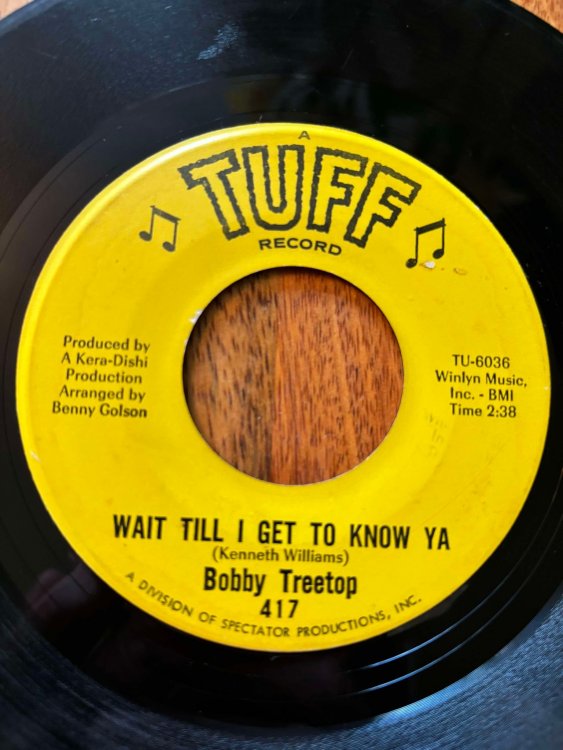 A
TUFF
RECORD
Produced by
A Kera-Dishi
Production
Arranged by
Benny Golson
TU-6036
Winlyn Music,
Inc. - BMI
Time 2:38
WAIT TILL I GET TO KNOW YA
(Kenneth Williams)
Bobby Treetop
417
A DIVISION OF SPECTATOR PRODUCTIONS, INC.